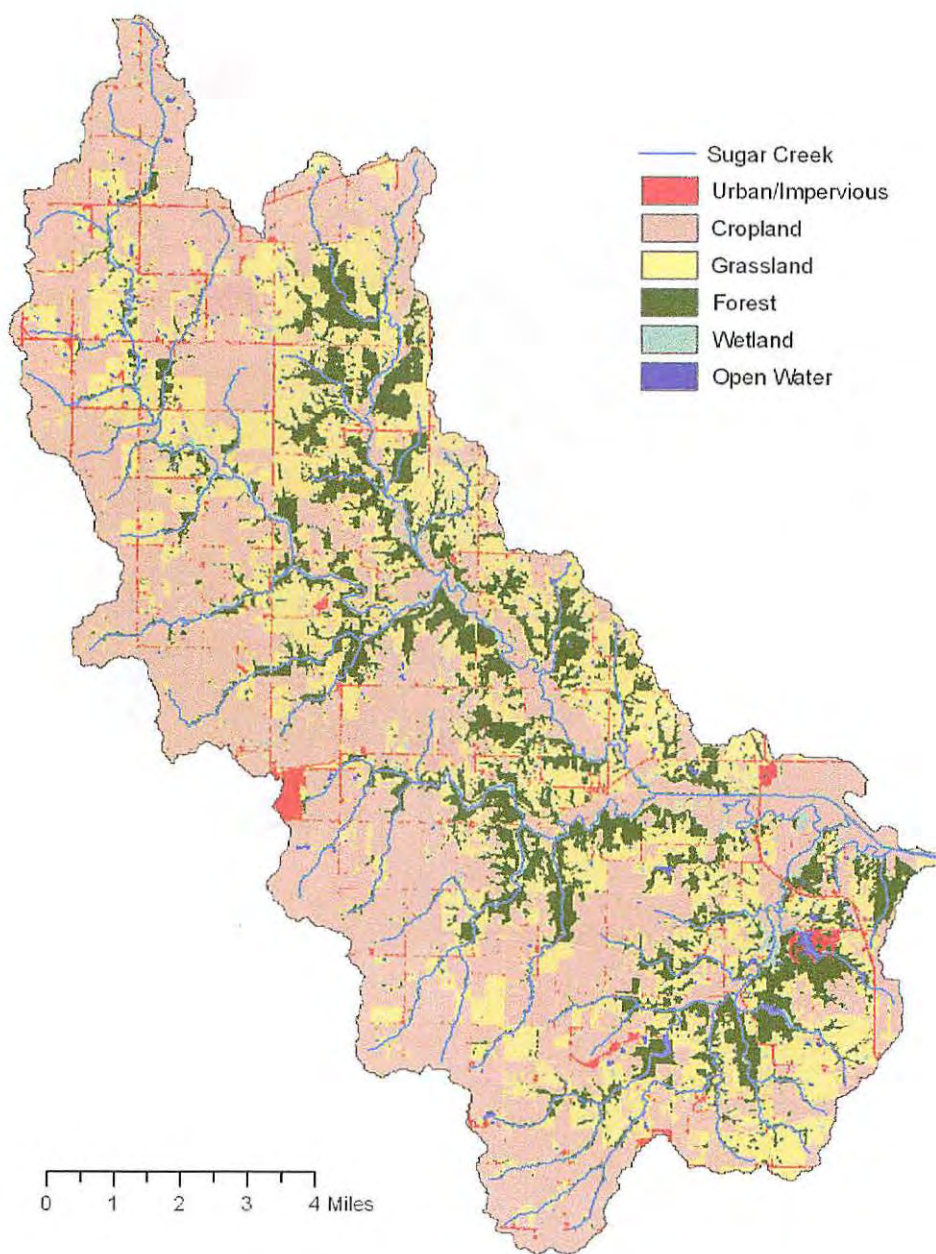 Sugar Creek
Urban/Impervious
Cropland
Grassland
Forest
Wetland
Open Water
0 1 2 3 4 Miles